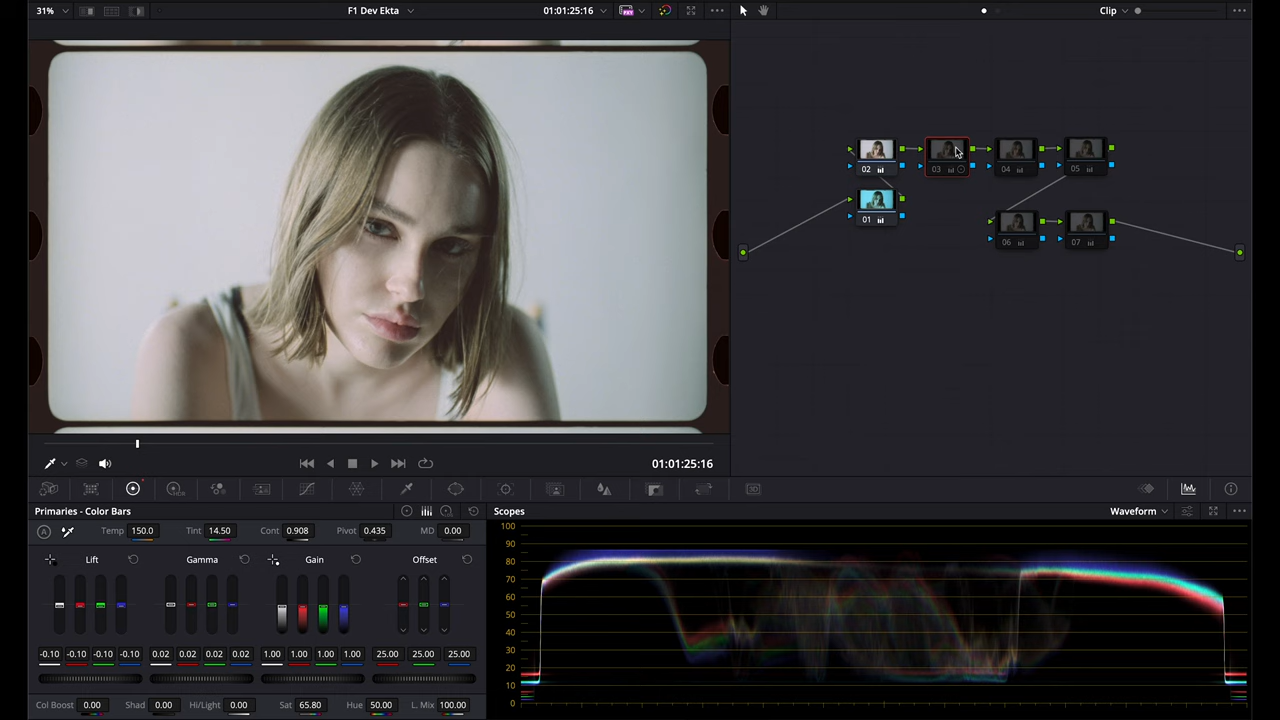 31% F1 Dev Ekta 01:01:25:16 Clip
02 03 04 05
01
06 07
01:01:25:16
Primaries - Color Bars
A Temp 150.0 Tint 14.50 Cont 0.908 Pivot 0.435 MD 0.00
Lift Gamma Gain Offset
-0.10 -0.10 -0.10 -0.10 0.02 0.02 0.02 0.02 1.00 1.00 1.00 1.00 25.00 25.00 25.00
Col Boost 0.00 Shad 0.00 Hi/Light 0.00 Sat 65.80 Hue 50.00 L. Mix 100.00
Scopes Waveform
100
90
80
70
60
50
40
30
20
10
0